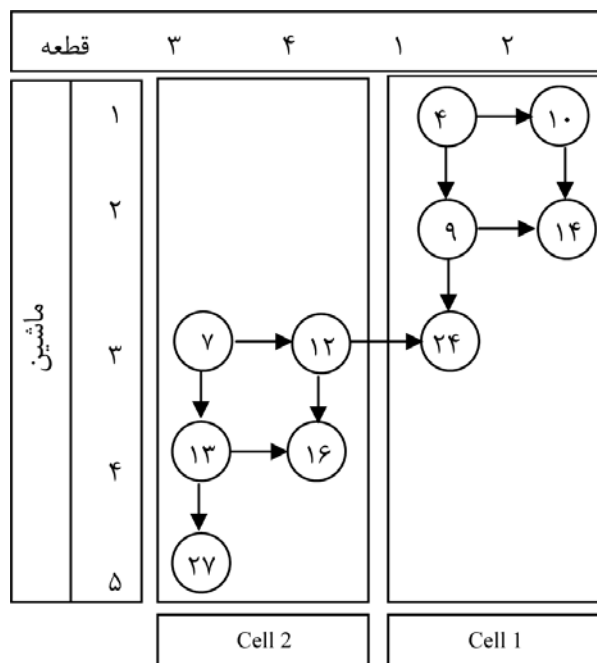 قطعه ۳ ۴ ۱ ۲
ماشین
۱ ۴ ۱۰
۲ ۹ ۱۴
۳ ۷ ۱۲ ۲۴
۴ ۱۳ ۱۶
۵ ۲۷
Cell 2 Cell 1